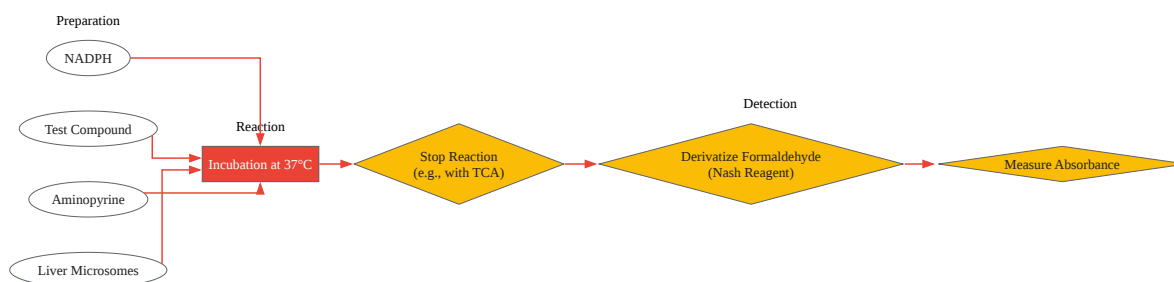 Preparation
NADPH
Test Compound
Aminopyrine
Liver Microsomes
Reaction
Incubation at 37°C
Stop Reaction
(e.g., with TCA)
Detection
Derivatize Formaldehyde
(Nash Reagent)
Measure Absorbance